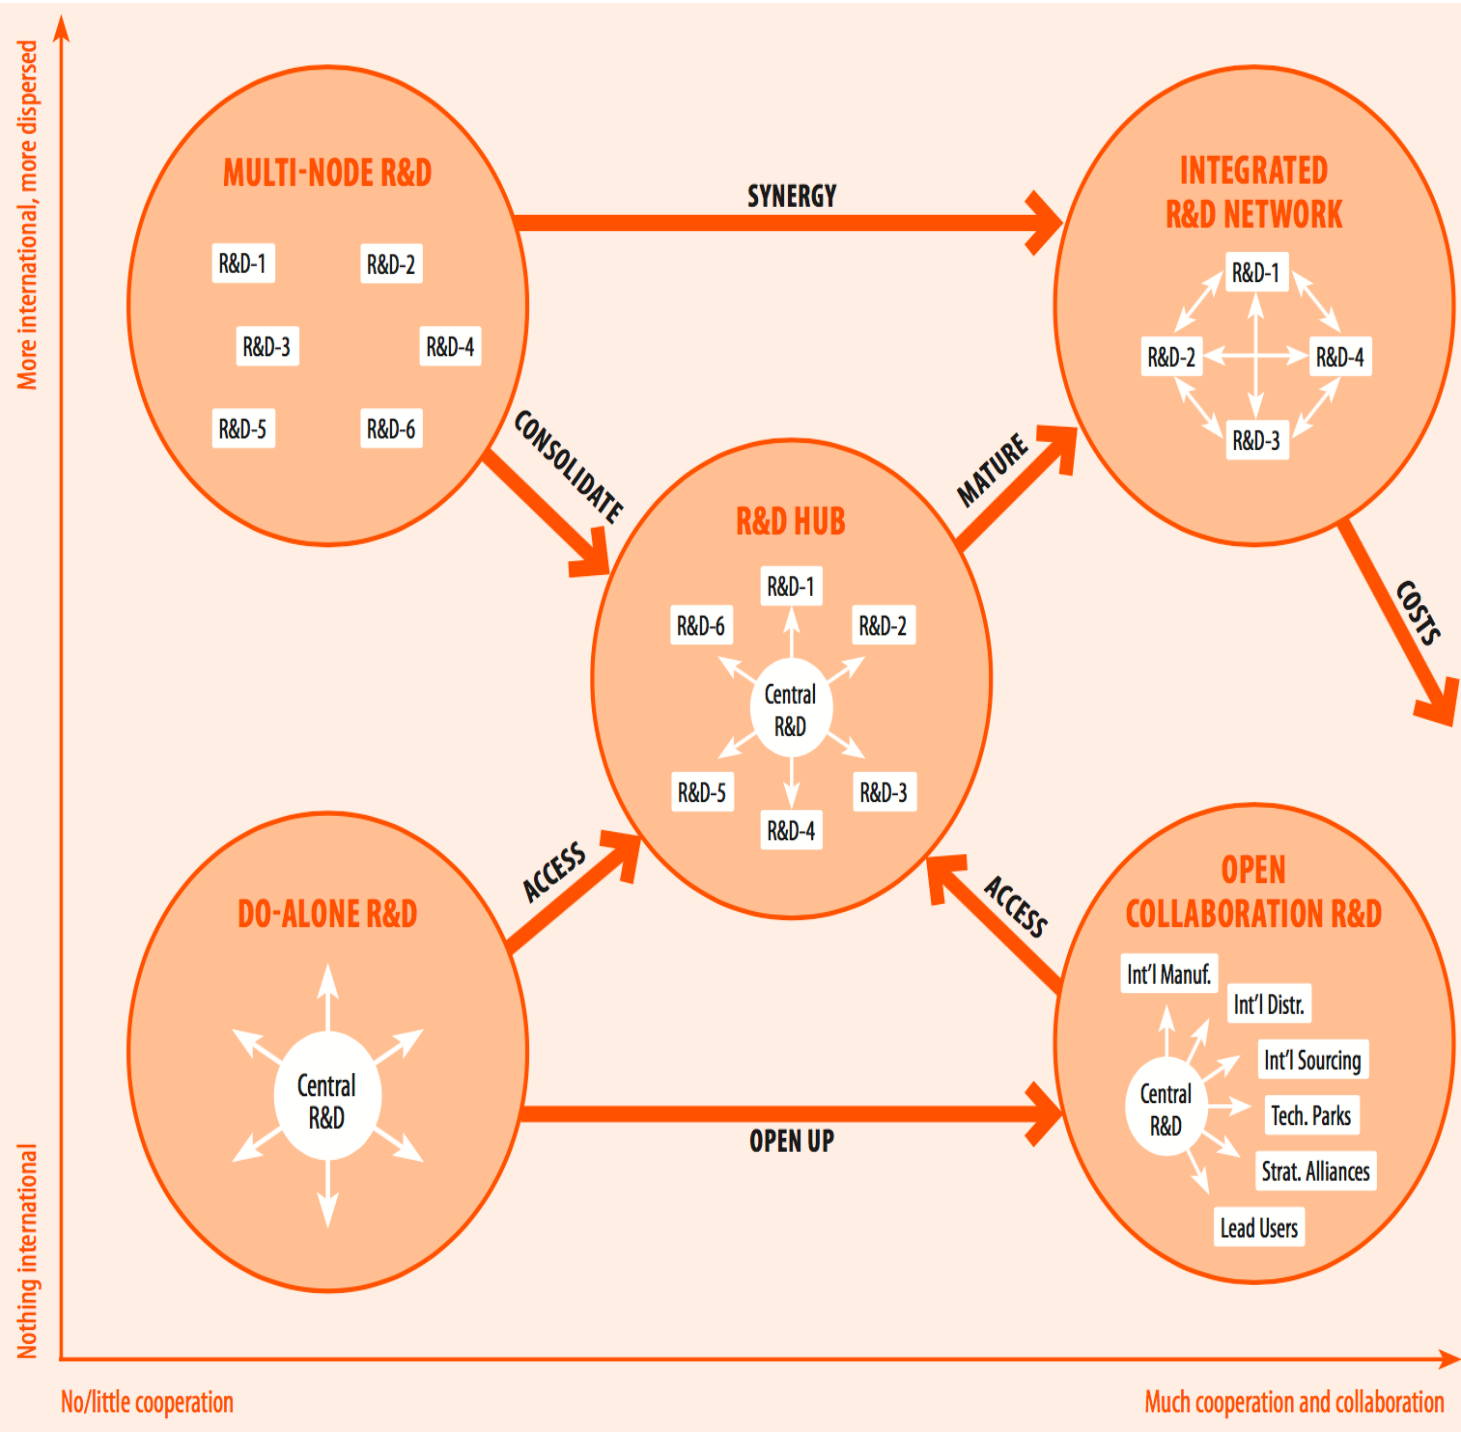 More international, more dispersed
Nothing international
MULTI-NODE R&D
R&D-1
R&D-2
R&D-3
R&D-4
R&D-5
R&D-6
SYNERGY
INTEGRATED
R&D NETWORK
R&D-1
R&D-2
R&D-4
R&D-3
CONSOLIDATE
MATURE
COSTS
R&D HUB
R&D-1
R&D-6
R&D-2
Central
R&D
R&D-5
R&D-3
R&D-4
ACCESS
ACCESS
DO-ALONE R&D
Central
R&D
OPEN UP
OPEN
COLLABORATION R&D
Int'l Manuf.
Int'l Distr.
Int'l Sourcing
Central
R&D
Tech. Parks
Strat. Alliances
Lead Users
No/little cooperation
Much cooperation and collaboration